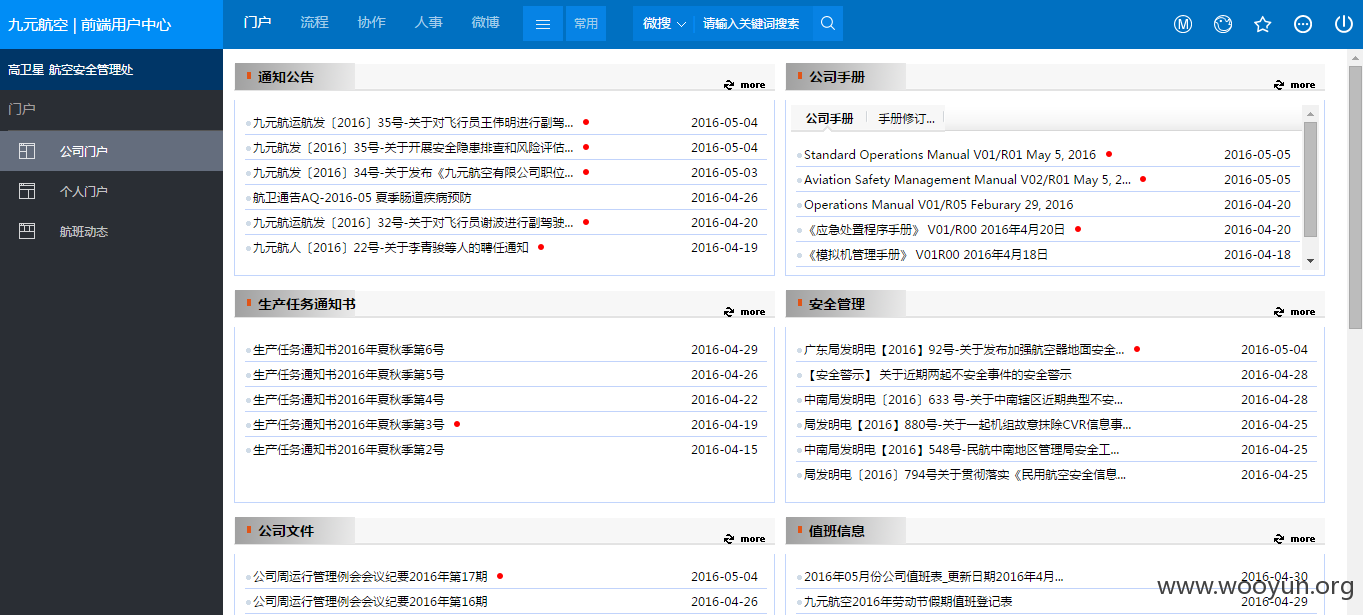 九元航空 | 前端用户中心
门户 流程 协作 人事 微博 常用 微搜 请输入关键词搜索
高卫星 航空安全管理处
门户
公司门户
个人门户
航班动态
通知公告 more
九元航运航发〔2016〕35号-关于对飞行员王伟明进行副驾... 2016-05-04
九元航发〔2016〕35号-关于开展安全隐患排查和风险评估... 2016-05-04
九元航发〔2016〕34号-关于发布《九元航空有限公司职位... 2016-05-03
航卫通告AQ-2016-05 夏季肠道疾病预防 2016-04-26
九元航运航发〔2016〕32号-关于对飞行员谢波进行副驾驶... 2016-04-20
九元航人〔2016〕22号-关于李青骏等人的聘任通知 2016-04-19
公司手册 more
公司手册 手册修订...
Standard Operations Manual V01/R01 May 5, 2016 2016-05-05
Aviation Safety Management Manual V02/R01 May 5, 2... 2016-05-05
Operations Manual V01/R05 Feburary 29, 2016 2016-04-20
《应急处置程序手册》 V01/R00 2016年4月20日 2016-04-20
《模拟机管理手册》 V01R00 2016年4月18日 2016-04-18
生产任务通知书 more
生产任务通知书2016年夏秋季第6号 2016-04-29
生产任务通知书2016年夏秋季第5号 2016-04-26
生产任务通知书2016年夏秋季第4号 2016-04-22
生产任务通知书2016年夏秋季第3号 2016-04-19
生产任务通知书2016年夏秋季第2号 2016-04-15
安全管理 more
广东局发明电【2016】92号-关于发布加强航空器地面安全... 2016-05-04
【安全警示】 关于近期两起不安全事件的安全警示 2016-04-28
中南局发明电〔2016〕633 号-关于中南辖区近期典型不安... 2016-04-28
局发明电【2016】880号-关于一起机组故意抹除CVR信息事... 2016-04-25
中南局发明电【2016】548号-民航中南地区管理局安全工... 2016-04-25
局发明电〔2016〕794号关于贯彻落实《民用航空安全信息... 2016-04-25
公司文件 more
公司周运行管理例会会议纪要2016年第17期 2016-05-04
公司周运行管理例会会议纪要2016年第16期 2016-04-26
值班信息 more
2016年05月份公司值班表_更新日期2016年4月... 2016-04-30
九元航空2016年劳动节假期值班登记表 2016-04-29
www.wooyun.org